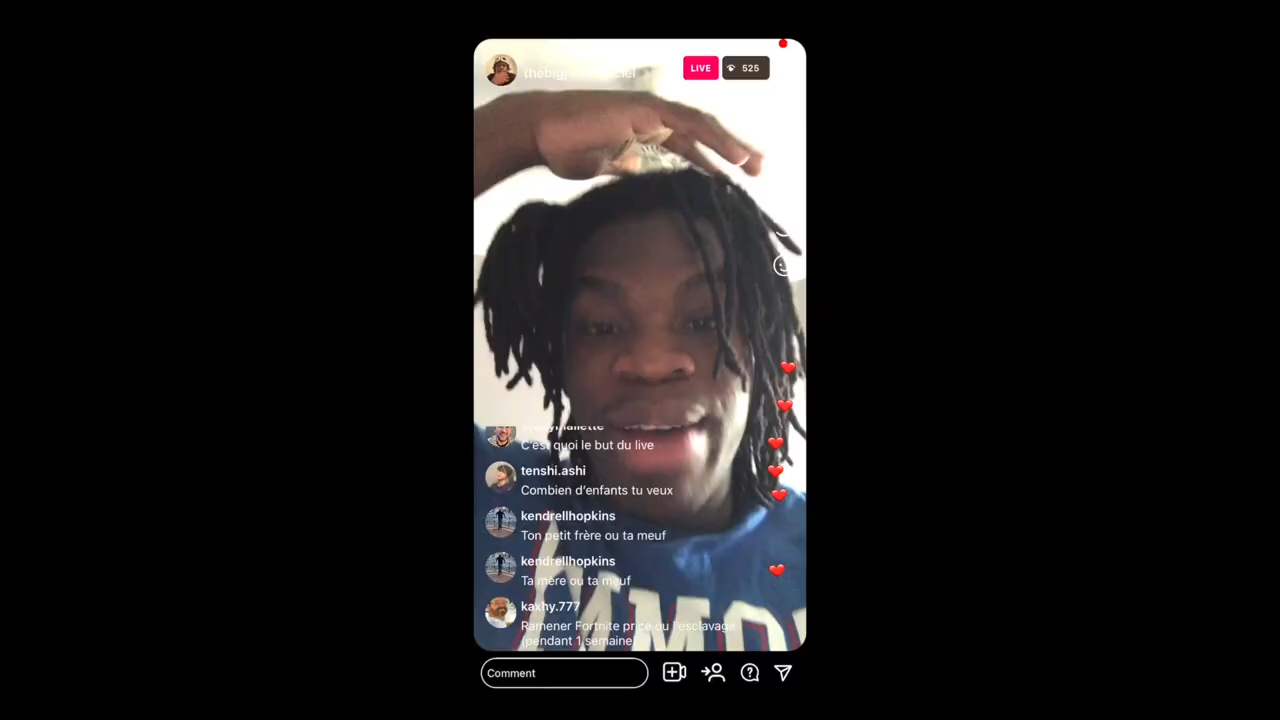 LIVE
525
C'est quoi le but du live
tenshi.ashi
Combien d'enfants tu veux
kendrellhopkins
Ton petit frère ou ta meuf
kendrellhopkins
Ta mère ou ta meuf
kaxhy.777
Ramener Fortnite price ou l'esclavage
(pendant 1 semaine)
Comment